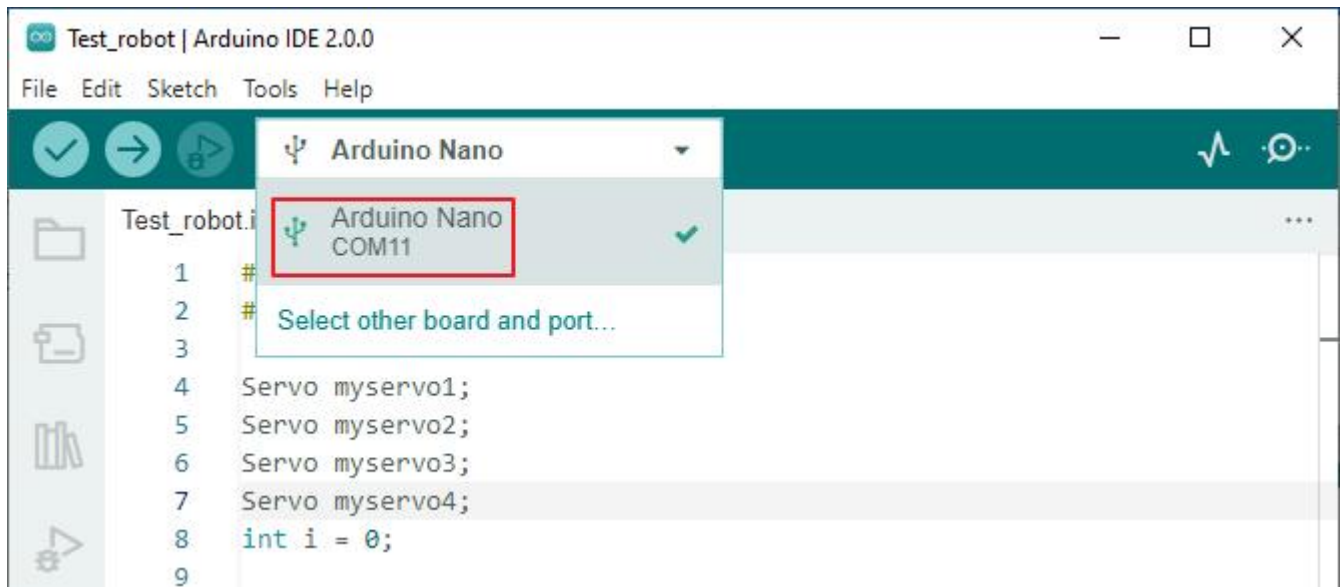 Test_robot | Arduino IDE 2.0.0
File Edit Sketch Tools Help
Arduino Nano
Test_robot.i
Arduino Nano
COM11
Select other board and port...
1 #
2 #
3
4 Servo myservo1;
5 Servo myservo2;
6 Servo myservo3;
7 Servo myservo4;
8 int i = 0;
9